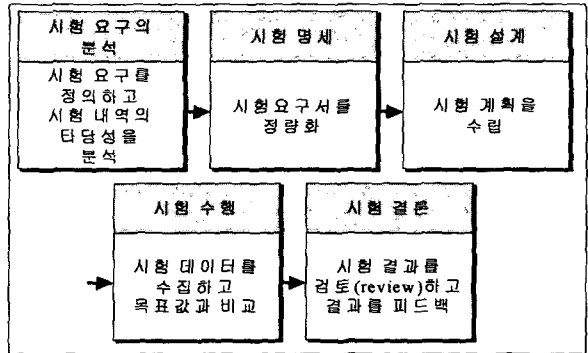 시험 요구의
분석
시험 요구를
정의하고
시험 내역의
타당성을
분석
시험 명세
시험요구서를
정량화
시험 설계
시험 계획을
수립
시험 수행
시험 데이터를
수집하고
목표값과 비교
시험 결론
시험 결과를
검토(review)하고
결과를 피드백